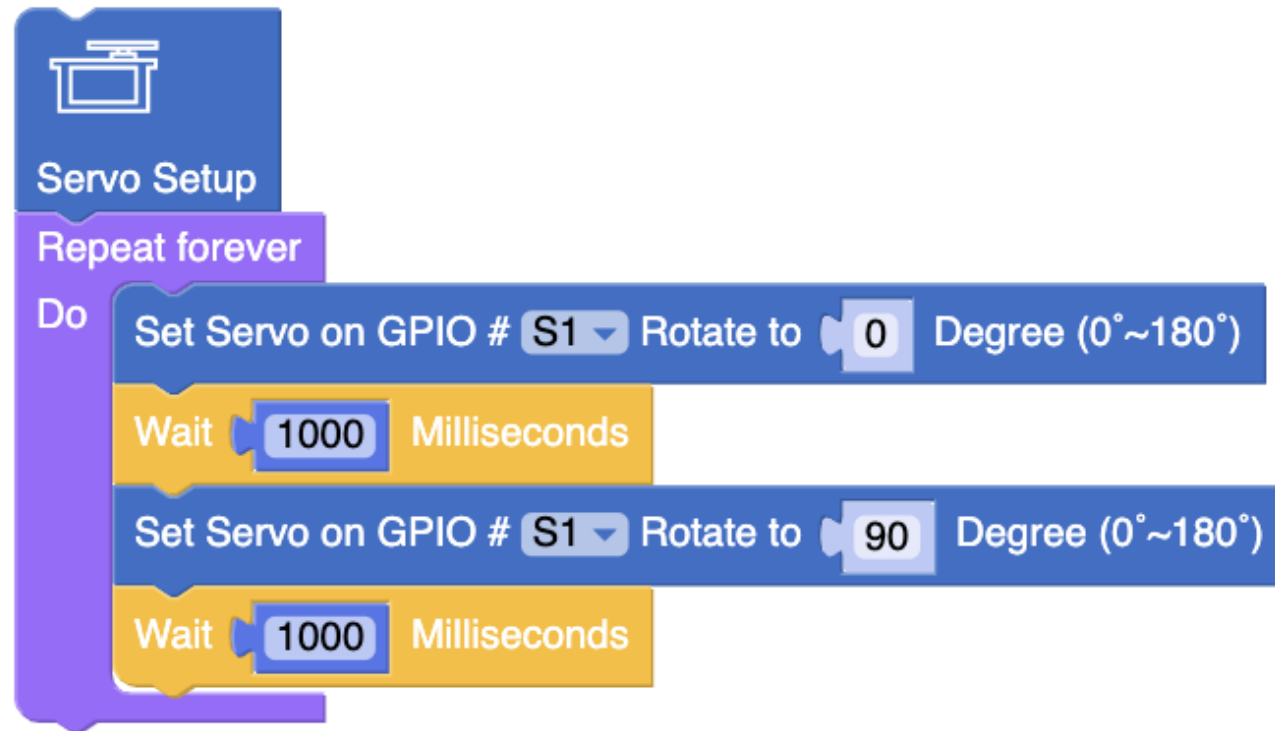 Servo Setup
Repeat forever
Do
Set Servo on GPIO # S1 Rotate to 0 Degree (0°~180°)
Wait 1000 Milliseconds
Set Servo on GPIO # S1 Rotate to 90 Degree (0°~180°)
Wait 1000 Milliseconds